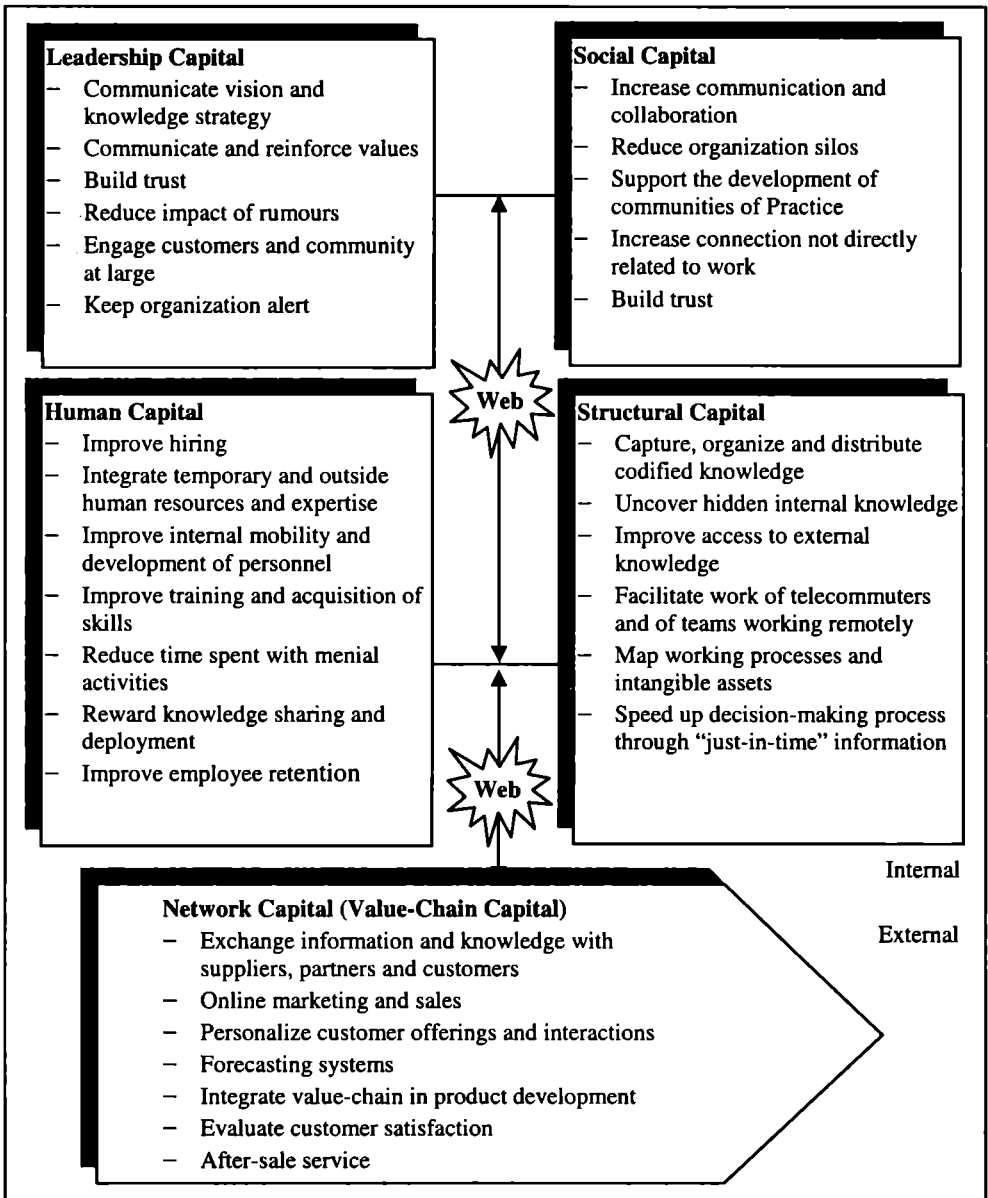 Leadership Capital
– Communicate vision and
knowledge strategy
– Communicate and reinforce values
– Build trust
– Reduce impact of rumours
– Engage customers and community
at large
– Keep organization alert
Social Capital
– Increase communication and
collaboration
– Reduce organization silos
– Support the development of
communities of Practice
– Increase connection not directly
related to work
– Build trust
Web
Human Capital
– Improve hiring
– Integrate temporary and outside
human resources and expertise
– Improve internal mobility and
development of personnel
– Improve training and acquisition of
skills
– Reduce time spent with menial
activities
– Reward knowledge sharing and
deployment
– Improve employee retention
Structural Capital
– Capture, organize and distribute
codified knowledge
– Uncover hidden internal knowledge
– Improve access to external
knowledge
– Facilitate work of telecommuters
and of teams working remotely
– Map working processes and
intangible assets
– Speed up decision-making process
through “just-in-time” information
Web
Internal
External
Network Capital (Value-Chain Capital)
– Exchange information and knowledge with
suppliers, partners and customers
– Online marketing and sales
– Personalize customer offerings and interactions
– Forecasting systems
– Integrate value-chain in product development
– Evaluate customer satisfaction
– After-sale service